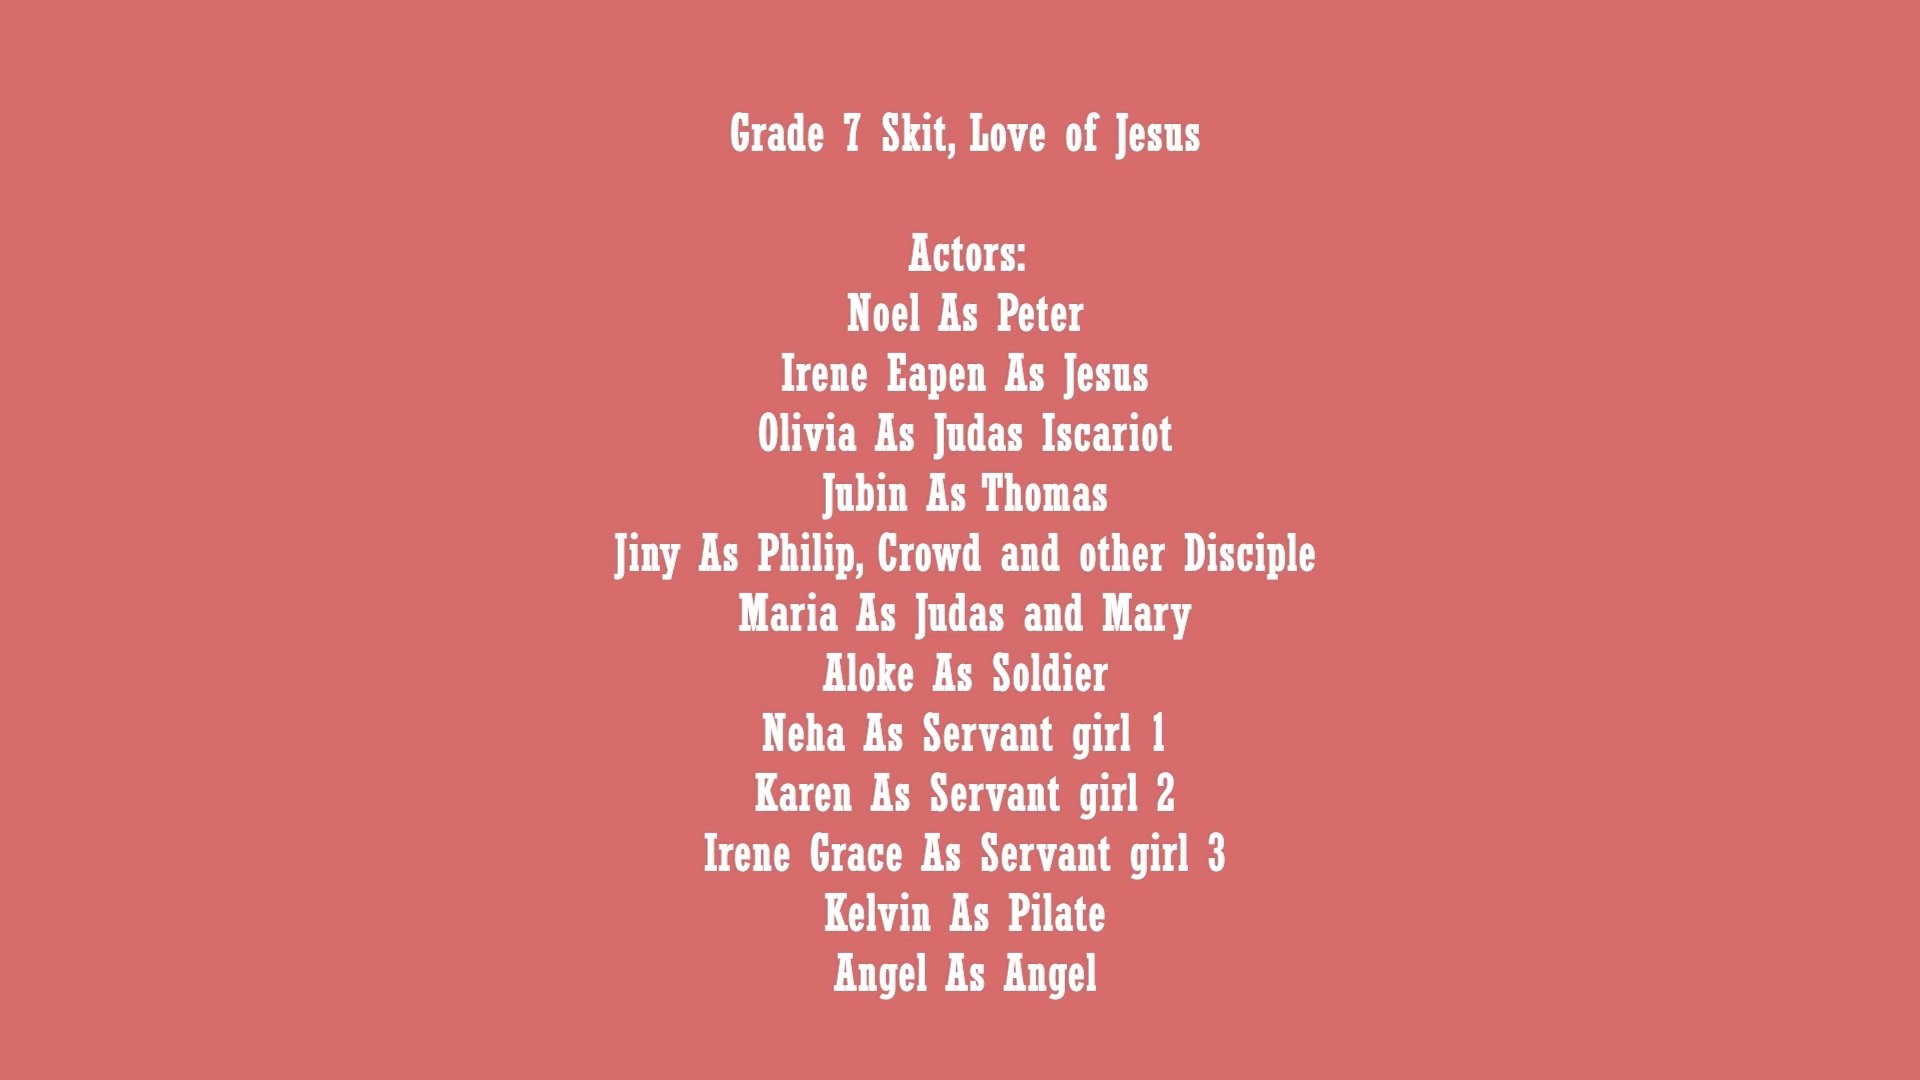 Grade 7 Skit, Love of Jesus
Actors:
Noel As Peter
Irene Eapen As Jesus
Olivia As Judas Iscariot
Jubin As Thomas
Jiny As Philip, Crowd and other Disciple
Maria As Judas and Mary
Aloke As Soldier
Neha As Servant girl 1
Karen As Servant girl 2
Irene Grace As Servant girl 3
Kelvin As Pilate
Angel As Angel